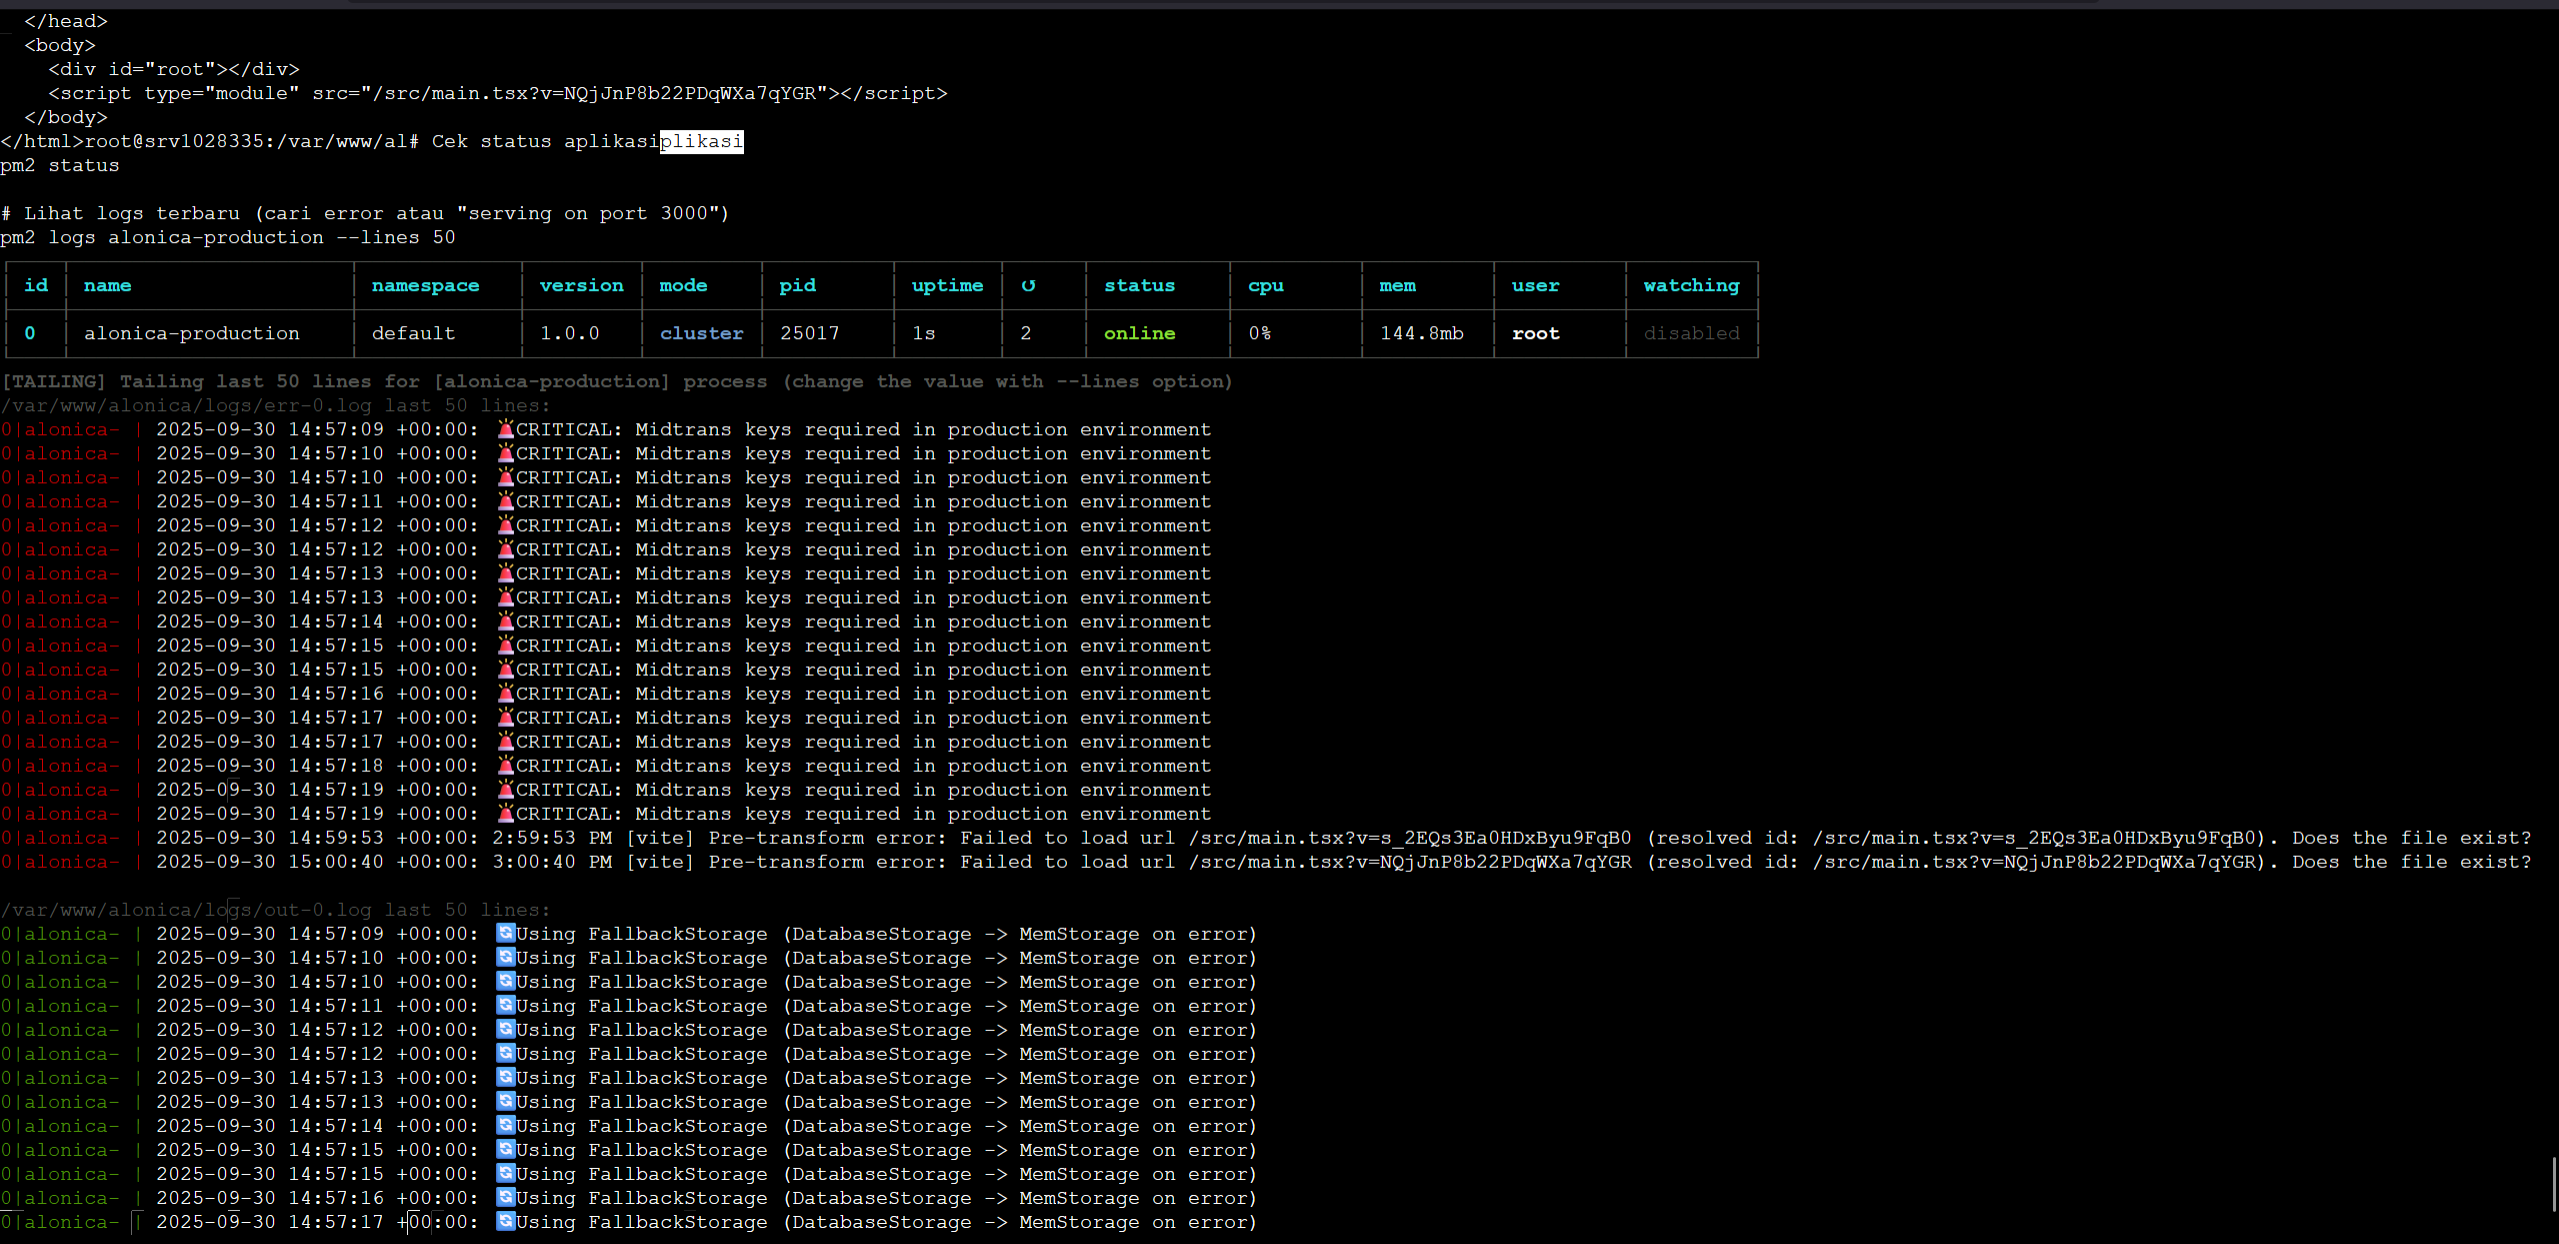 </head>
<body>
<div id="root"></div>
<script type="module" src="/src/main.tsx?v=NQjJnP8b22PDqWXa7qYGR"></script>
</body>
</html>root@srv1028335:/var/www/al# Cek status aplikasiplikasi
pm2 status
# Lihat logs terbaru (cari error atau "serving on port 3000")
pm2 logs alonica-production --lines 50
id name namespace version mode pid uptime ↺ status cpu mem user watching
0 alonica-production default 1.0.0 cluster 25017 1s 2 online 0% 144.8mb root disabled
[TAILING] Tailing last 50 lines for [alonica-production] process (change the value with --lines option)
/var/www/alonica/logs/err-0.log last 50 lines:
0|alonica- | 2025-09-30 14:57:09 +00:00: 🚨CRITICAL: Midtrans keys required in production environment
0|alonica- | 2025-09-30 14:57:10 +00:00: 🚨CRITICAL: Midtrans keys required in production environment
0|alonica- | 2025-09-30 14:57:10 +00:00: 🚨CRITICAL: Midtrans keys required in production environment
0|alonica- | 2025-09-30 14:57:11 +00:00: 🚨CRITICAL: Midtrans keys required in production environment
0|alonica- | 2025-09-30 14:57:12 +00:00: 🚨CRITICAL: Midtrans keys required in production environment
0|alonica- | 2025-09-30 14:57:12 +00:00: 🚨CRITICAL: Midtrans keys required in production environment
0|alonica- | 2025-09-30 14:57:13 +00:00: 🚨CRITICAL: Midtrans keys required in production environment
0|alonica- | 2025-09-30 14:57:13 +00:00: 🚨CRITICAL: Midtrans keys required in production environment
0|alonica- | 2025-09-30 14:57:14 +00:00: 🚨CRITICAL: Midtrans keys required in production environment
0|alonica- | 2025-09-30 14:57:15 +00:00: 🚨CRITICAL: Midtrans keys required in production environment
0|alonica- | 2025-09-30 14:57:15 +00:00: 🚨CRITICAL: Midtrans keys required in production environment
0|alonica- | 2025-09-30 14:57:16 +00:00: 🚨CRITICAL: Midtrans keys required in production environment
0|alonica- | 2025-09-30 14:57:17 +00:00: 🚨CRITICAL: Midtrans keys required in production environment
0|alonica- | 2025-09-30 14:57:17 +00:00: 🚨CRITICAL: Midtrans keys required in production environment
0|alonica- | 2025-09-30 14:57:18 +00:00: 🚨CRITICAL: Midtrans keys required in production environment
0|alonica- | 2025-09-30 14:57:19 +00:00: 🚨CRITICAL: Midtrans keys required in production environment
0|alonica- | 2025-09-30 14:57:19 +00:00: 🚨CRITICAL: Midtrans keys required in production environment
0|alonica- | 2025-09-30 14:59:53 +00:00: 2:59:53 PM [vite] Pre-transform error: Failed to load url /src/main.tsx?v=s_2EQs3Ea0HDxByu9FqB0 (resolved id: /src/main.tsx?v=s_2EQs3Ea0HDxByu9FqB0). Does the file exist?
0|alonica- | 2025-09-30 15:00:40 +00:00: 3:00:40 PM [vite] Pre-transform error: Failed to load url /src/main.tsx?v=NQjJnP8b22PDqWXa7qYGR (resolved id: /src/main.tsx?v=NQjJnP8b22PDqWXa7qYGR). Does the file exist?
/var/www/alonica/logs/out-0.log last 50 lines:
0|alonica- | 2025-09-30 14:57:09 +00:00: 🔄Using FallbackStorage (DatabaseStorage -> MemStorage on error)
0|alonica- | 2025-09-30 14:57:10 +00:00: 🔄Using FallbackStorage (DatabaseStorage -> MemStorage on error)
0|alonica- | 2025-09-30 14:57:10 +00:00: 🔄Using FallbackStorage (DatabaseStorage -> MemStorage on error)
0|alonica- | 2025-09-30 14:57:11 +00:00: 🔄Using FallbackStorage (DatabaseStorage -> MemStorage on error)
0|alonica- | 2025-09-30 14:57:12 +00:00: 🔄Using FallbackStorage (DatabaseStorage -> MemStorage on error)
0|alonica- | 2025-09-30 14:57:12 +00:00: 🔄Using FallbackStorage (DatabaseStorage -> MemStorage on error)
0|alonica- | 2025-09-30 14:57:13 +00:00: 🔄Using FallbackStorage (DatabaseStorage -> MemStorage on error)
0|alonica- | 2025-09-30 14:57:13 +00:00: 🔄Using FallbackStorage (DatabaseStorage -> MemStorage on error)
0|alonica- | 2025-09-30 14:57:14 +00:00: 🔄Using FallbackStorage (DatabaseStorage -> MemStorage on error)
0|alonica- | 2025-09-30 14:57:15 +00:00: 🔄Using FallbackStorage (DatabaseStorage -> MemStorage on error)
0|alonica- | 2025-09-30 14:57:15 +00:00: 🔄Using FallbackStorage (DatabaseStorage -> MemStorage on error)
0|alonica- | 2025-09-30 14:57:16 +00:00: 🔄Using FallbackStorage (DatabaseStorage -> MemStorage on error)
0|alonica- | 2025-09-30 14:57:17 +00:00: 🔄Using FallbackStorage (DatabaseStorage -> MemStorage on error)